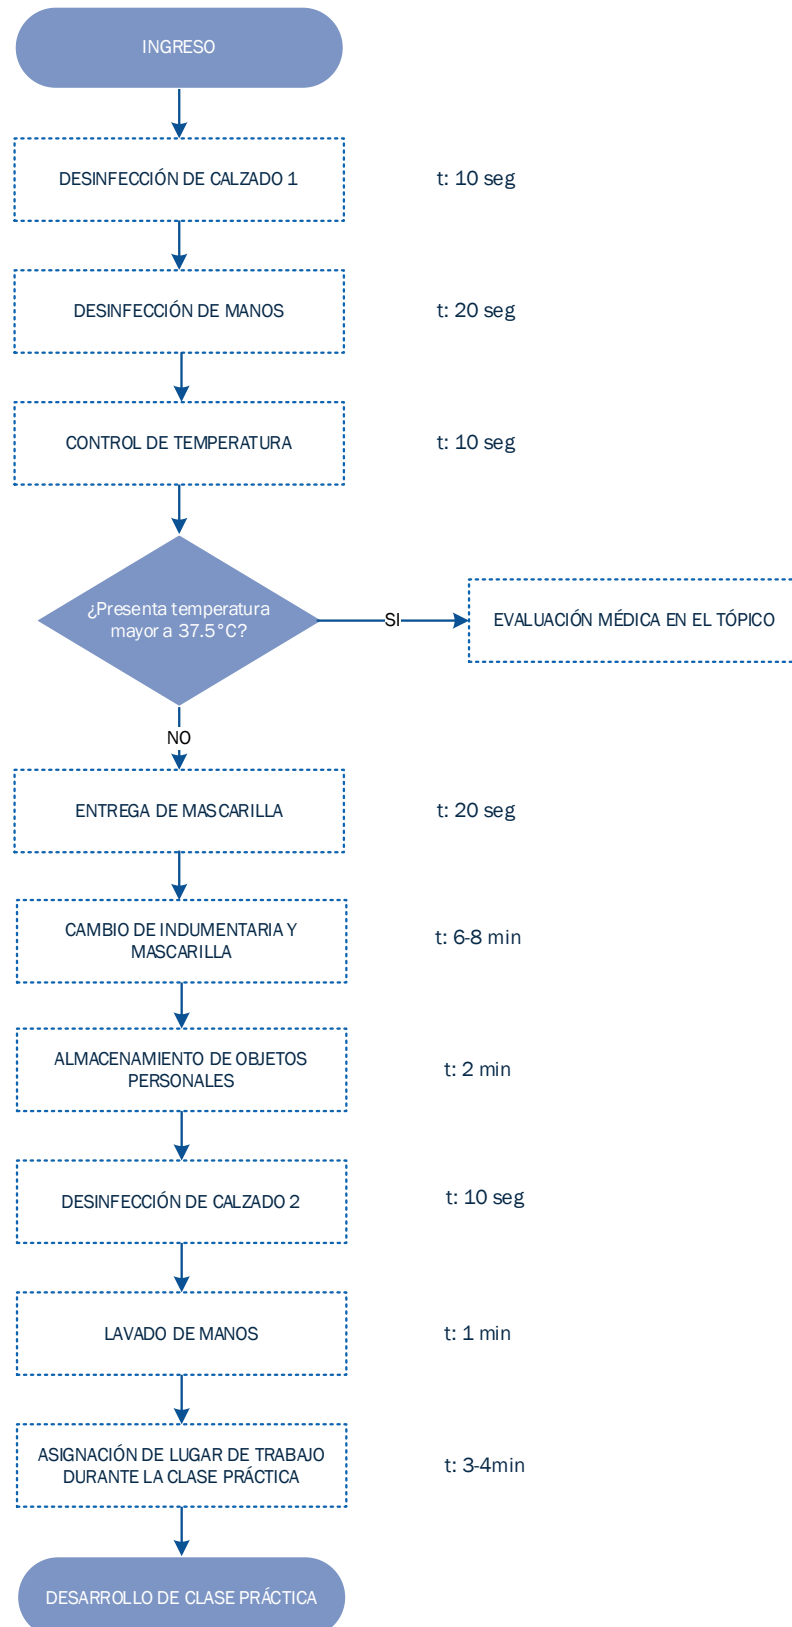 INGRESO
DESINFECCIÓN DE CALZADO 1
t: 10 seg
DESINFECCIÓN DE MANOS
t: 20 seg
CONTROL DE TEMPERATURA
t: 10 seg
¿Presenta temperatura
mayor a 37.5°C?
SI
EVALUACIÓN MÉDICA EN EL TÓPICO
NO
ENTREGA DE MASCARILLA
t: 20 seg
CAMBIO DE INDUMENTARIA Y
MASCARILLA
t: 6-8 min
ALMACENAMIENTO DE OBJETOS
PERSONALES
t: 2 min
DESINFECCIÓN DE CALZADO 2
t: 10 seg
LAVADO DE MANOS
t: 1 min
ASIGNACIÓN DE LUGAR DE TRABAJO
DURANTE LA CLASE PRÁCTICA
t: 3-4min
DESARROLLO DE CLASE PRÁCTICA